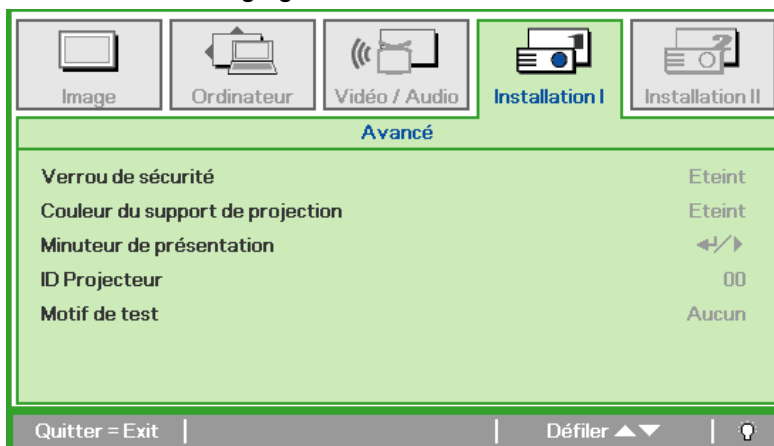 Image
Ordinateur
Vidéo / Audio
Installation I
Installation II
Avancé
Verrou de sécurité Eteint
Couleur du support de projection Eteint
Minuteur de présentation ↵/▶
ID Projecteur 00
Motif de test Aucun
Quitter = Exit Défiler ▲▼